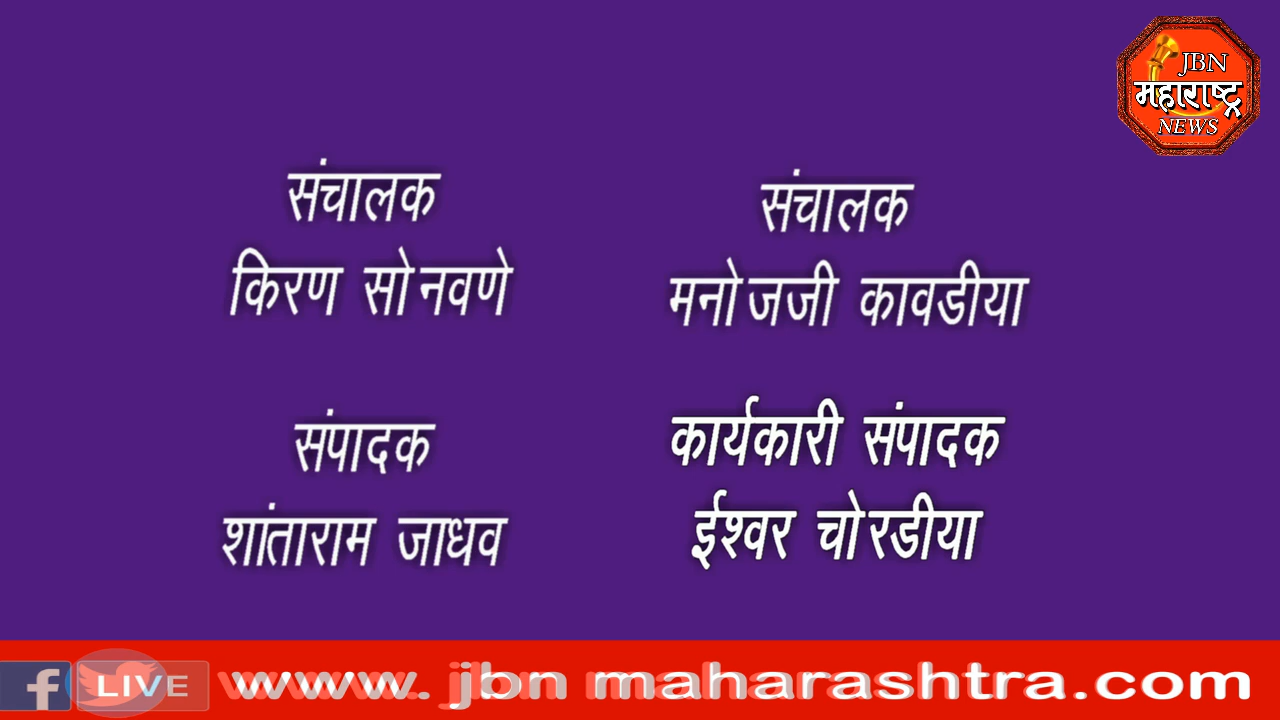 JBN
महाराष्ट्र
NEWS
संचालक
किरण सोनवणे
संचालक
मनोजजी कावडीया
संपादक
शांताराम जाधव
कार्यकारी संपादक
ईश्वर चोरडीया
f LIVE www. jbn maharashtra.com